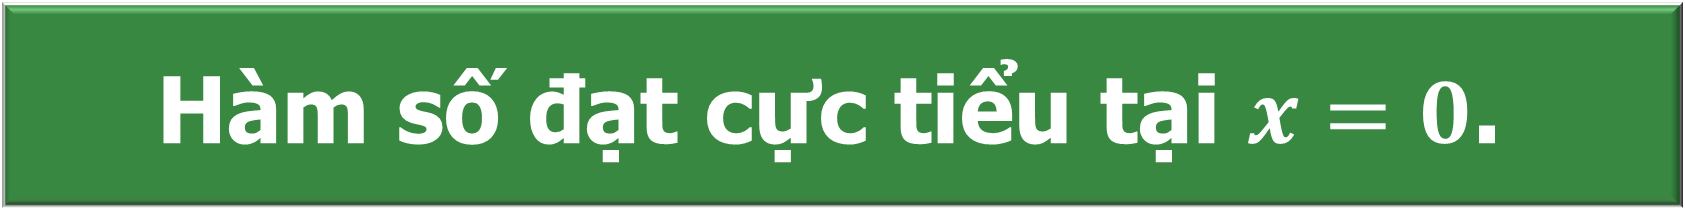 Hàm số đạt cực tiểu tại x = 0.